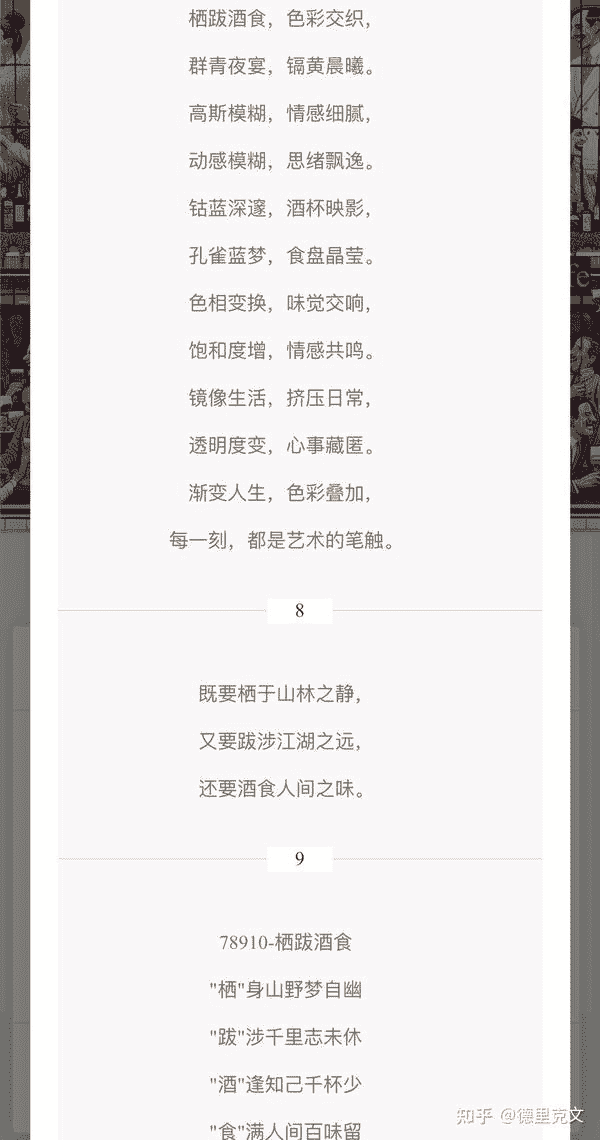 栖跋酒食，色彩交织，
群青夜宴，镉黄晨曦。
高斯模糊，情感细腻，
动感模糊，思绪飘逸。
钴蓝深邃，酒杯映影，
孔雀蓝梦，食盘晶莹。
色相变换，味觉交响，
饱和度增，情感共鸣。
镜像生活，挤压日常，
透明度变，心事藏匿。
渐变人生，色彩叠加，
每一刻，都是艺术的笔触。
8
既要栖于山林之静，
又要跋涉江湖之远，
还要酒食人间之味。
9
78910-栖跋酒食
"栖"身山野梦自幽
"跋"涉千里志未休
"酒"逢知己千杯少
"食"满人间百味留
知乎 @德里克文